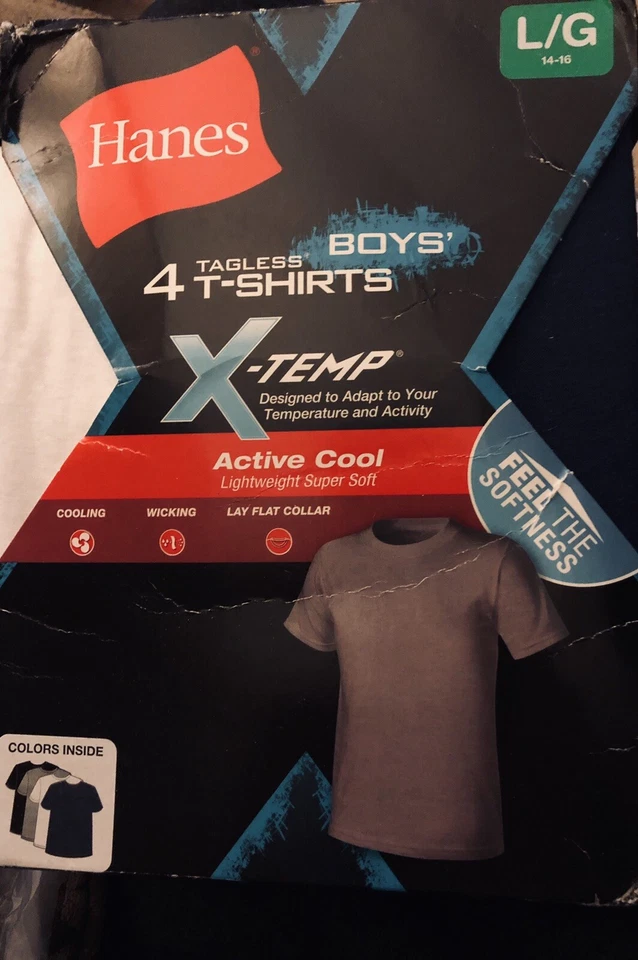 L/G
14-16
Hanes®
BOYS'
4 TAGLESS®
T-SHIRTS
X-TEMP®
Designed to Adapt to Your
Temperature and Activity
Active Cool
Lightweight Super Soft
COOLING
WICKING
LAY FLAT COLLAR
FEEL THE
SOFTNESS
COLORS INSIDE